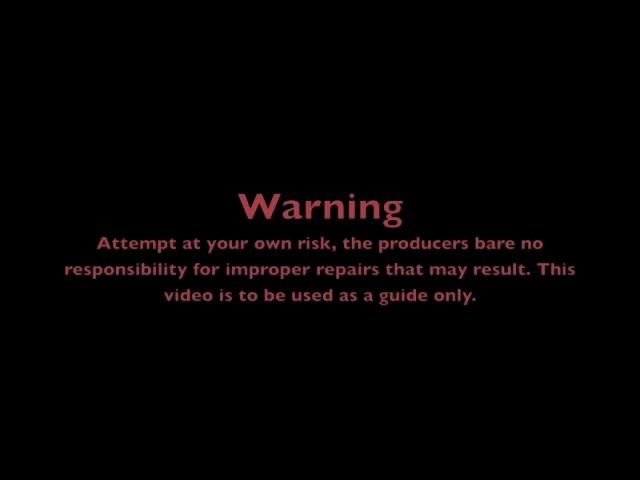 Warning
Attempt at your own risk, the producers bare no
responsibility for improper repairs that may result. This
video is to be used as a guide only.